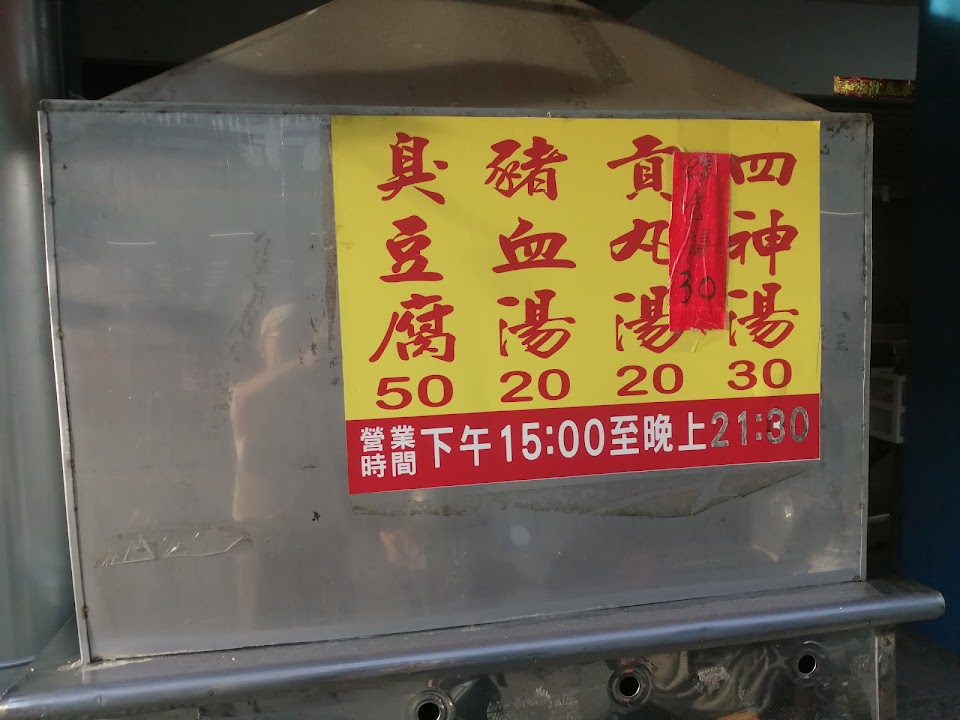 臭豆腐 50
豬血湯 20
貢丸湯 20
30
四神湯 30
營業時間 下午15:00至晚上21:30